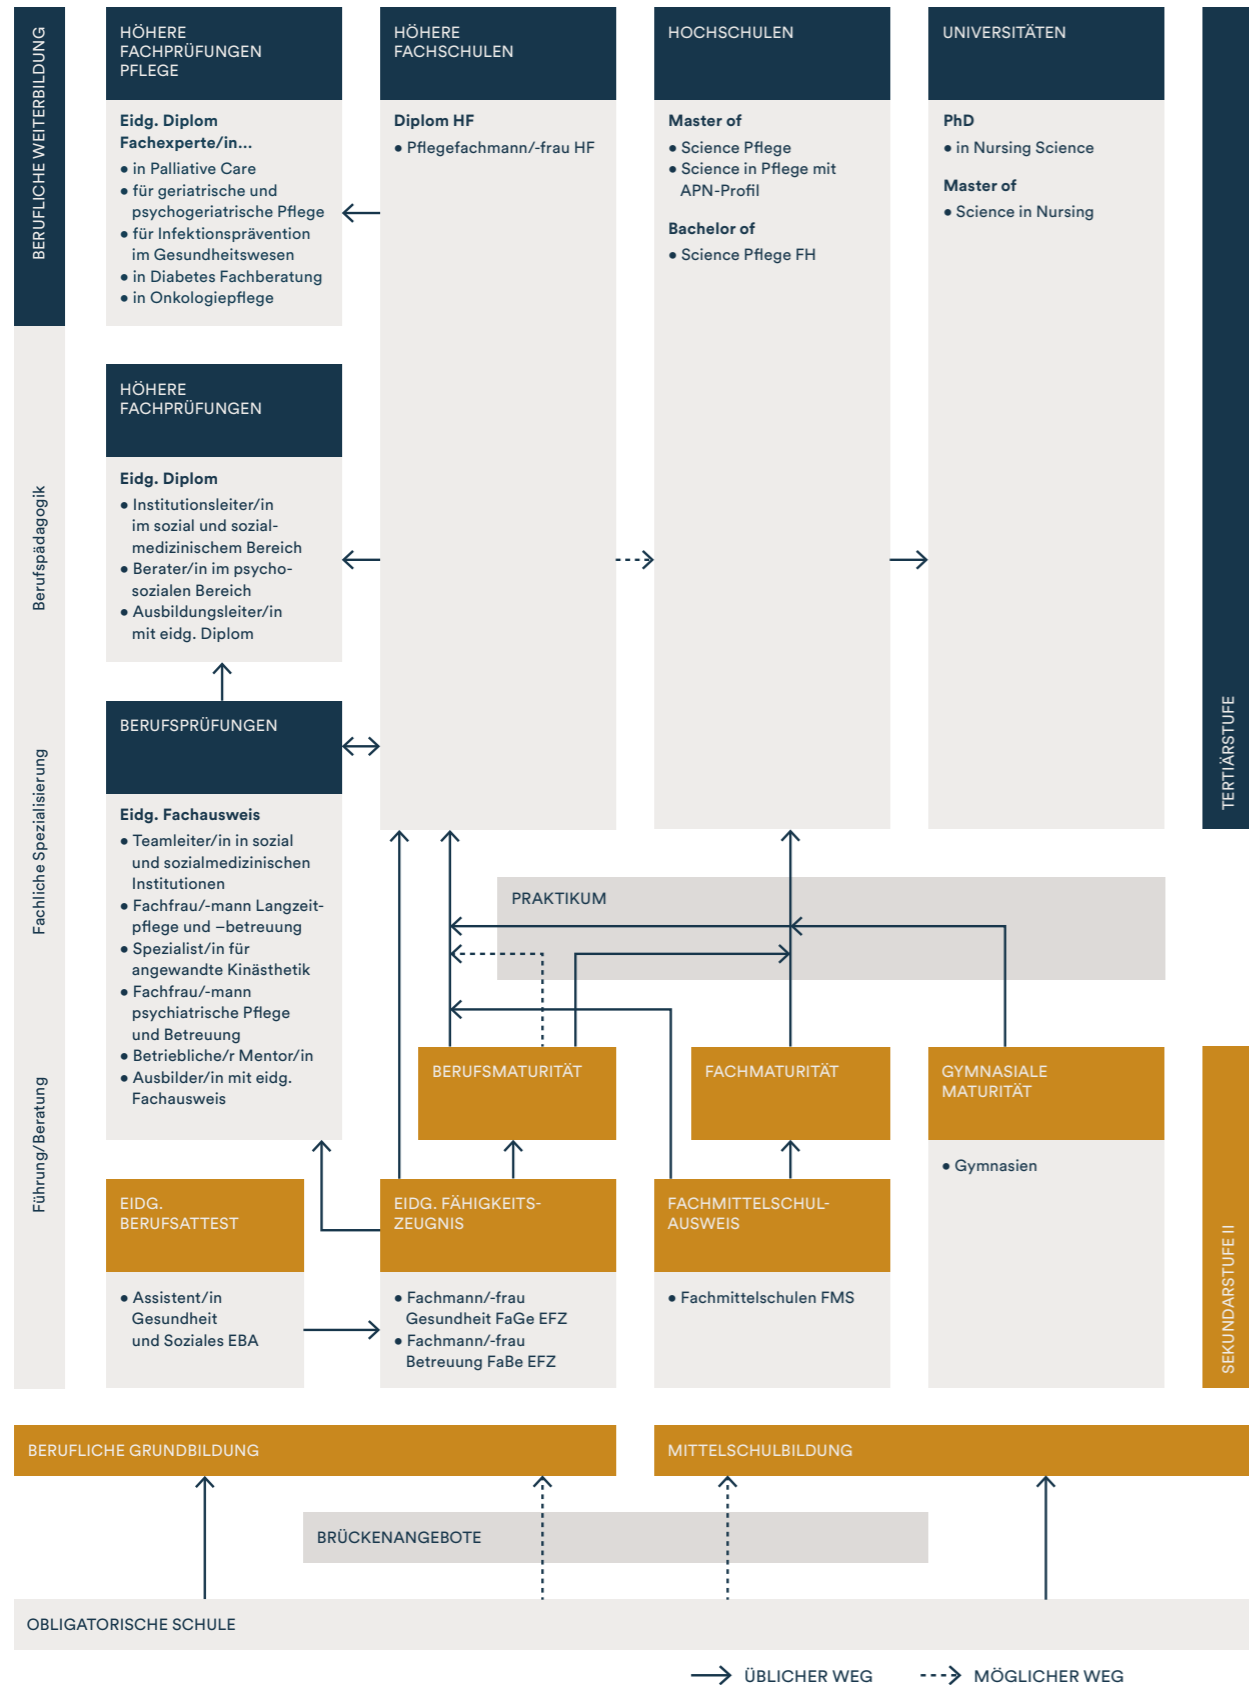 BERUFLICHE WEITERBILDUNG
Berufspädagogik
Fachliche Spezialisierung
Führung/Beratung
HÖHERE
FACHPRÜFUNGEN
PFLEGE
Eidg. Diplom
Fachexperte/in...
• in Palliative Care
• für geriatrische und
psychogeriatrische Pflege
• für Infektionsprävention
im Gesundheitswesen
• in Diabetes Fachberatung
• in Onkologiepflege
HÖHERE
FACHSCHULEN
Diplom HF
• Pflegefachmann/-frau HF
HOCHSCHULEN
Master of
• Science Pflege
• Science in Pflege mit
APN-Profil
Bachelor of
• Science Pflege FH
UNIVERSITÄTEN
PhD
• in Nursing Science
Master of
• Science in Nursing
TERTIÄRSTUFE
HÖHERE
FACHPRÜFUNGEN
Eidg. Diplom
• Institutionsleiter/in
im sozial und sozial-
medizinischem Bereich
• Berater/in im psycho-
sozialen Bereich
• Ausbildungsleiter/in
mit eidg. Diplom
BERUFSPRÜFUNGEN
Eidg. Fachausweis
• Teamleiter/in in sozial
und sozialmedizinischen
Institutionen
• Fachfrau/-mann Langzeit-
pflege und –betreuung
• Spezialist/in für
angewandte Kinästhetik
• Fachfrau/-mann
psychiatrische Pflege
und Betreuung
• Betriebliche/r Mentor/in
• Ausbilder/in mit eidg.
Fachausweis
PRAKTIKUM
BERUFSMATURITÄT
FACHMATURITÄT
GYMNASIALE
MATURITÄT
• Gymnasien
EIDG.
BERUFSATTEST
• Assistent/in
Gesundheit
und Soziales EBA
EIDG. FÄHIGKEITS-
ZEUGNIS
• Fachmann/-frau
Gesundheit FaGe EFZ
• Fachmann/-frau
Betreuung FaBe EFZ
FACHMITTELSCHUL-
AUSWEIS
• Fachmittelschulen FMS
SEKUNDARSTUFE II
BERUFLICHE GRUNDBILDUNG
MITTELSCHULBILDUNG
BRÜCKENANGEBOTE
OBLIGATORISCHE SCHULE
ÜBLICHER WEG
MÖGLICHER WEG